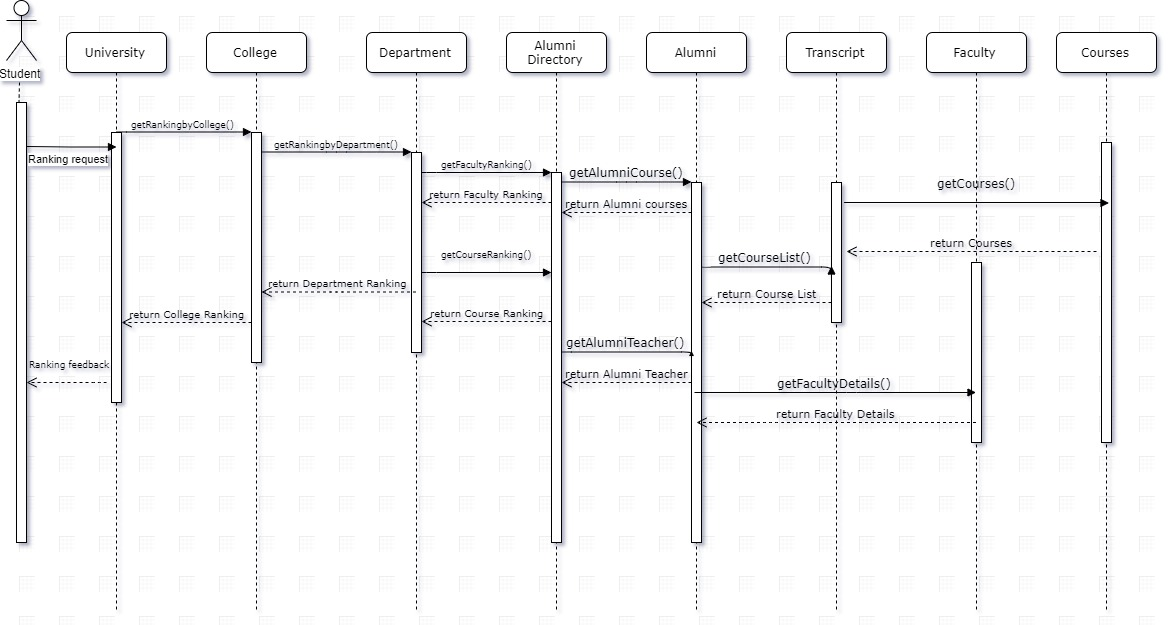 Student
University
College
Department
Alumni
Directory
Alumni
Transcript
Faculty
Courses
getRankingbyCollege()
Ranking request
getRankingbyDepartment()
getFacultyRanking()
getAlumniCourse()
getCourses()
return Faculty Ranking
return Alumni courses
return Courses
getCourseRanking()
getCourseList()
return Department Ranking
return Course List
return College Ranking
return Course Ranking
getAlumniTeacher()
Ranking feedback
return Alumni Teacher
getFacultyDetails()
return Faculty Details